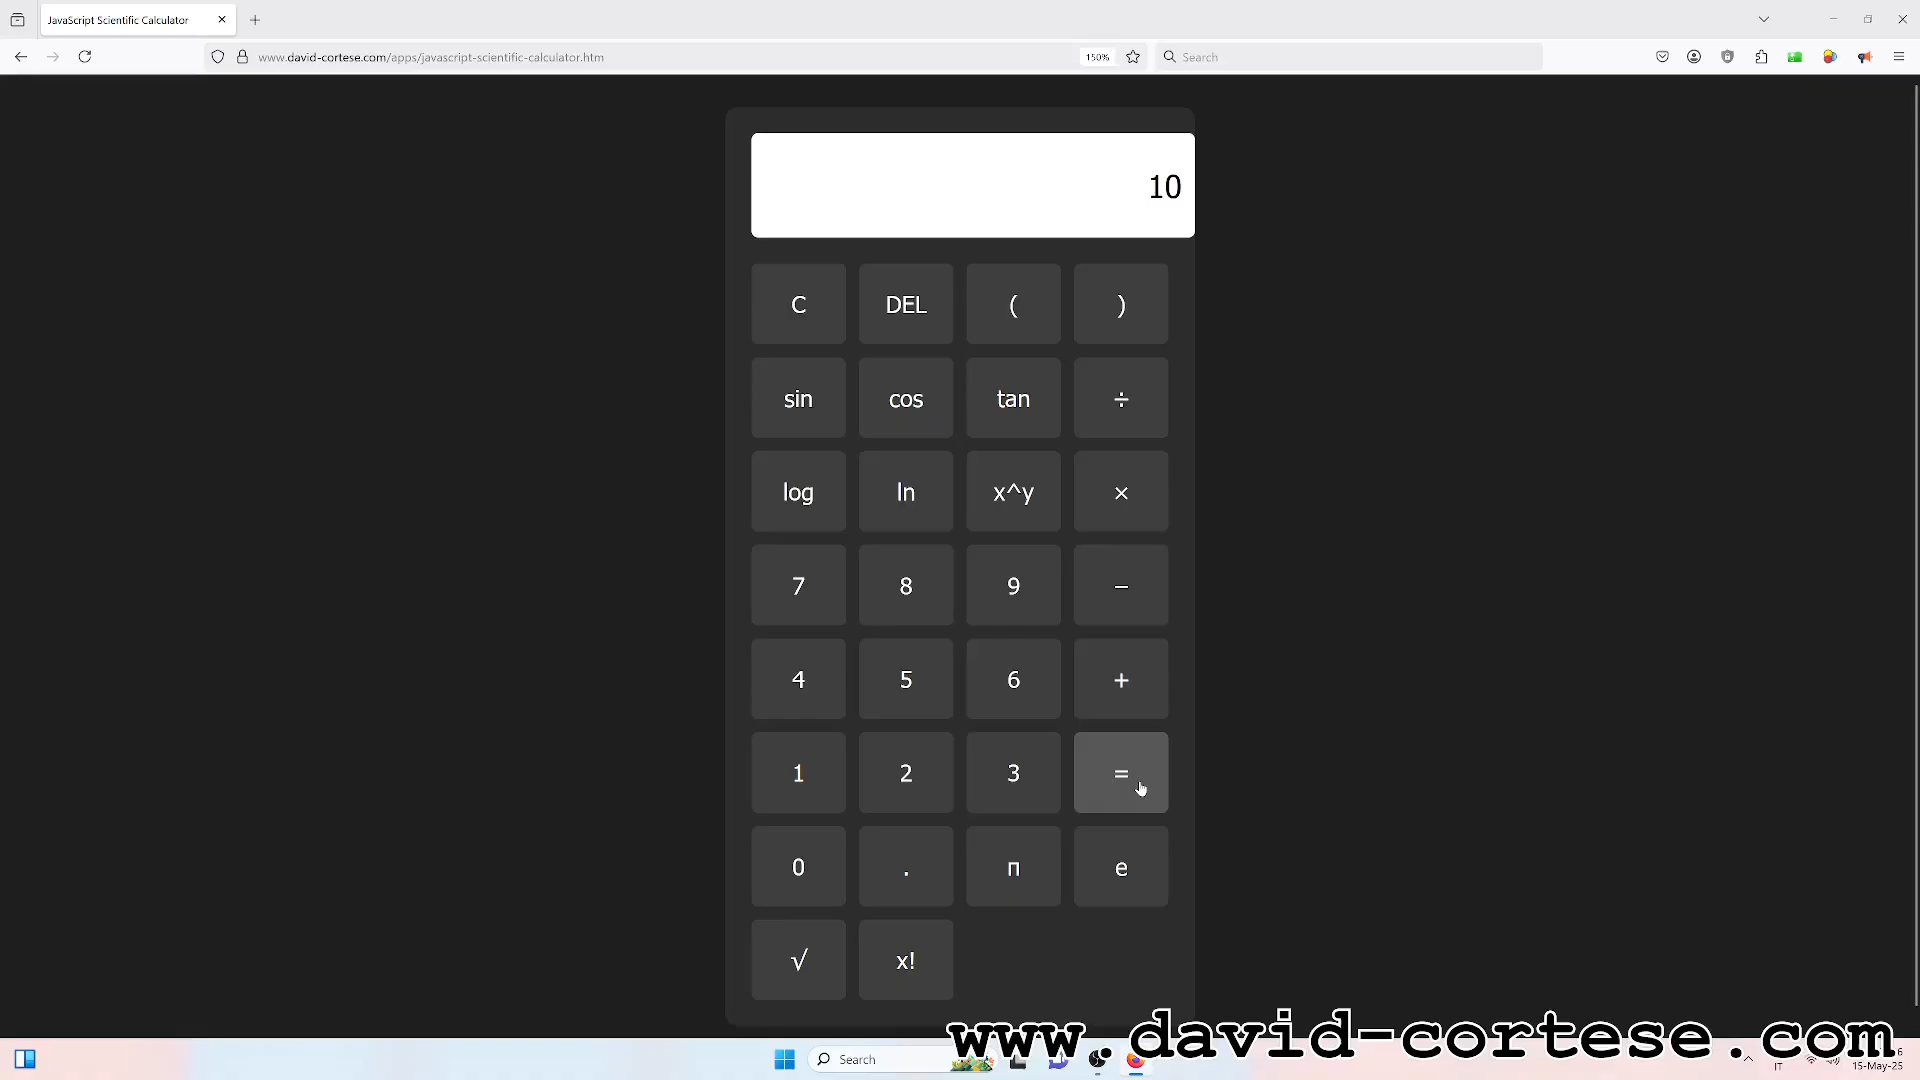 JavaScript Scientific Calculator
www.david-cortese.com/apps/javascript-scientific-calculator.htm
150%
Search
10
C DEL ( )
sin cos tan ÷
log ln x^y ×
7 8 9 −
4 5 6 +
1 2 3 =
0 . π e
√ x!
www.david-cortese.com
Search
IT
15-May-25